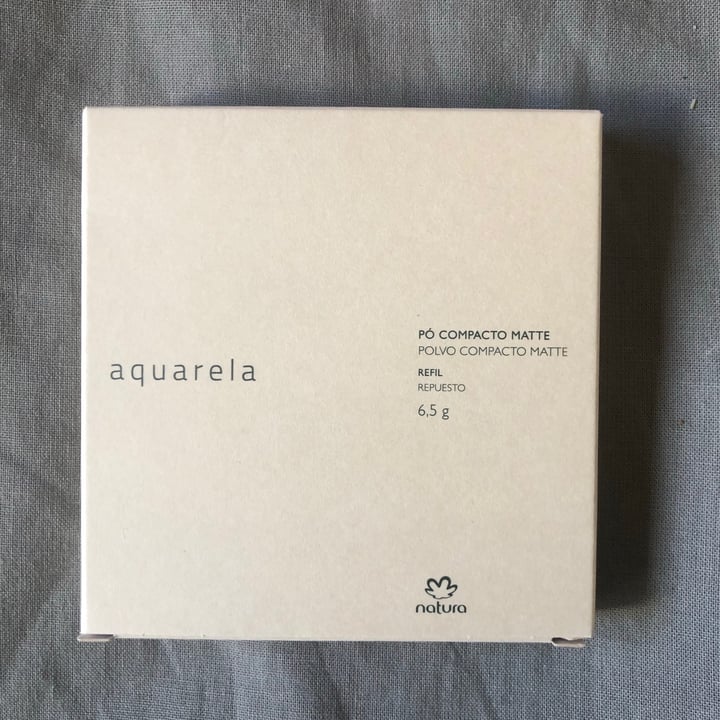 aquarela
PÓ COMPACTO MATTE
POLVO COMPACTO MATTE
REFIL
REPUESTO
6,5 g
natura